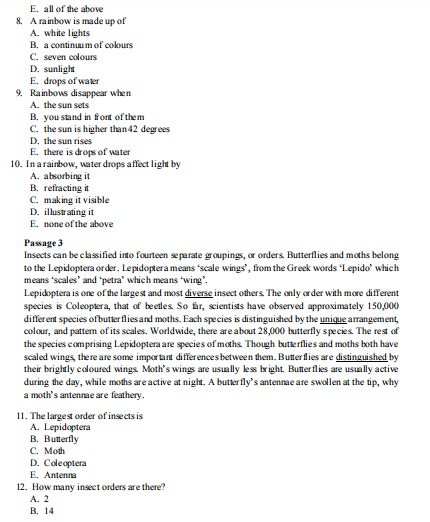 E. all of the above
8. A rainbow is made up of
A. white lights
B. a continuum of colours
C. seven colours
D. sunlight
E. drops of water
9. Rainbows disappear when
A. the sun sets
B. you stand in front of them
C. the sun is higher than 42 degrees
D. the sun rises
E. there is drops of water
10. In a rainbow, water drops affect light by
A. absorbing it
B. refracting it
C. making it visible
D. illustrating it
E. none of the above
Passage 3
Insects can be classified into fourteen separate groupings, or orders. Butterflies and moths belong
to the Lepidoptera order. Lepidoptera means ‘scale wings’, from the Greek words ‘Lepido’ which
means ‘scales’ and ‘petra’ which means ‘wing’.
Lepidoptera is one of the largest and most diverse insect others. The only order with more different
species is Coleoptera, that of beetles. So far, scientists have observed approximately 150,000
different species of butterflies and moths. Each species is distinguished by the unique arrangement,
colour, and pattern of its scales. Worldwide, there are about 28,000 butterfly species. The rest of
the species comprising Lepidoptera are species of moths. Though butterflies and moths both have
scaled wings, there are some important differences between them. Butterflies are distinguished by
their brightly coloured wings. Moth’s wings are usually less bright. Butterflies are usually active
during the day, while moths are active at night. A butterfly’s antennae are swollen at the tip, why
a moth’s antennae are feathery.
11. The largest order of insects is
A. Lepidoptera
B. Butterfly
C. Moth
D. Coleoptera
E. Antenna
12. How many insect orders are there?
A. 2
B. 14